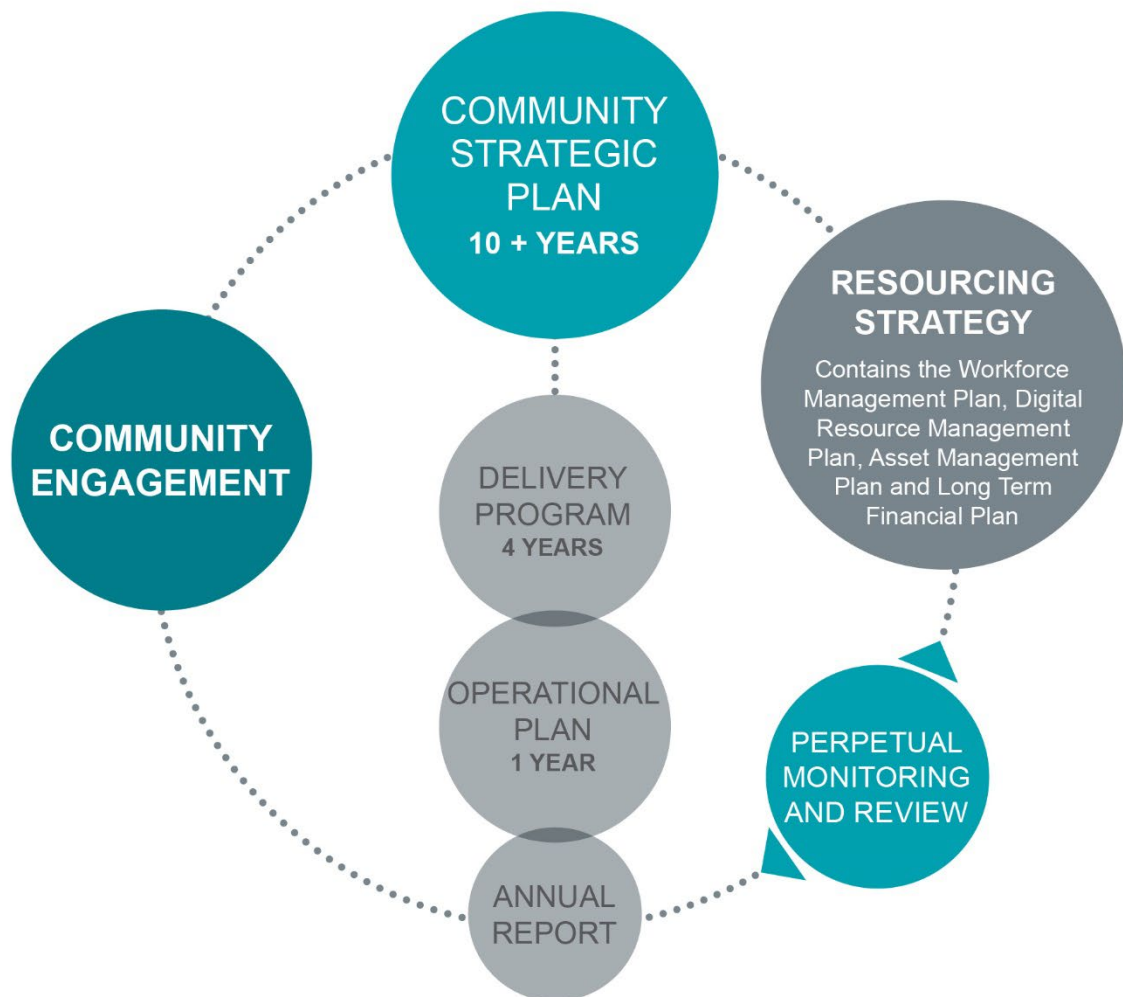 COMMUNITY
STRATEGIC
PLAN
10 + YEARS
RESOURCING
STRATEGY
Contains the Workforce
Management Plan, Digital
Resource Management
Plan, Asset Management
Plan and Long Term
Financial Plan
COMMUNITY
ENGAGEMENT
DELIVERY
PROGRAM
4 YEARS
OPERATIONAL
PLAN
1 YEAR
PERPETUAL
MONITORING
AND REVIEW
ANNUAL
REPORT